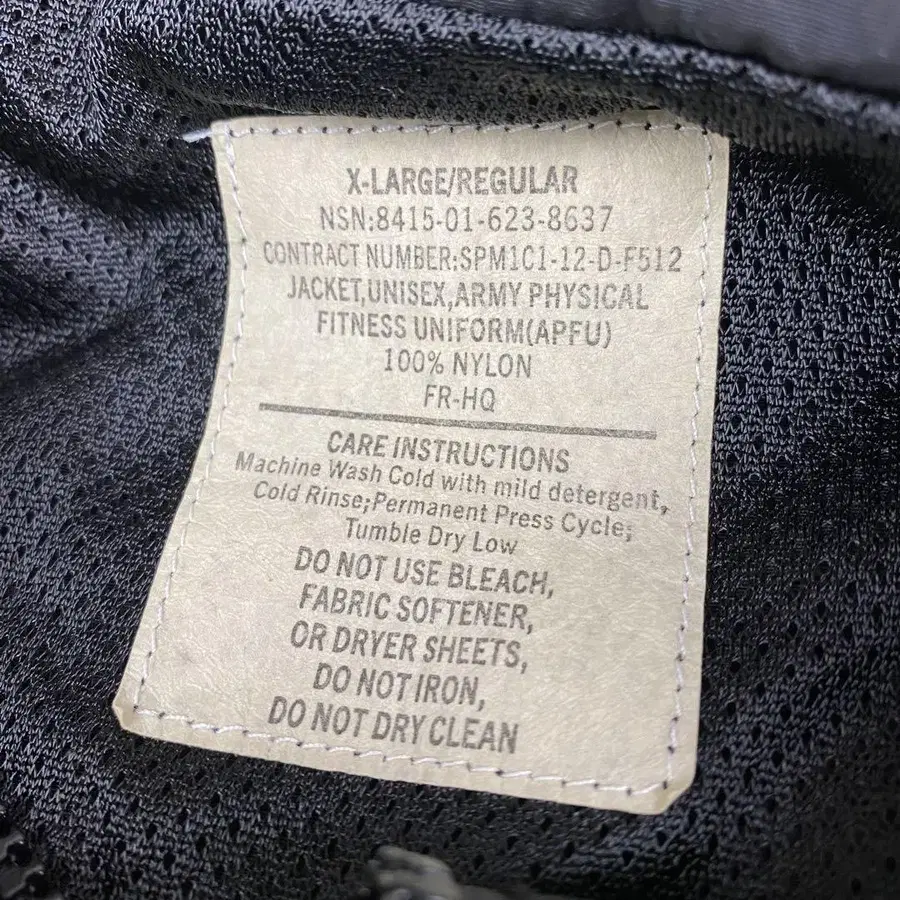 X-LARGE/REGULAR
NSN:8415-01-623-8637
CONTRACT NUMBER:SPM1C1-12-D-F512
JACKET,UNISEX,ARMY PHYSICAL
FITNESS UNIFORM(APFU)
100% NYLON
FR-HQ
CARE INSTRUCTIONS
Machine Wash Cold with mild detergent,
Cold Rinse;Permanent Press Cycle;
Tumble Dry Low
DO NOT USE BLEACH,
FABRIC SOFTENER,
OR DRYER SHEETS,
DO NOT IRON,
DO NOT DRY CLEAN